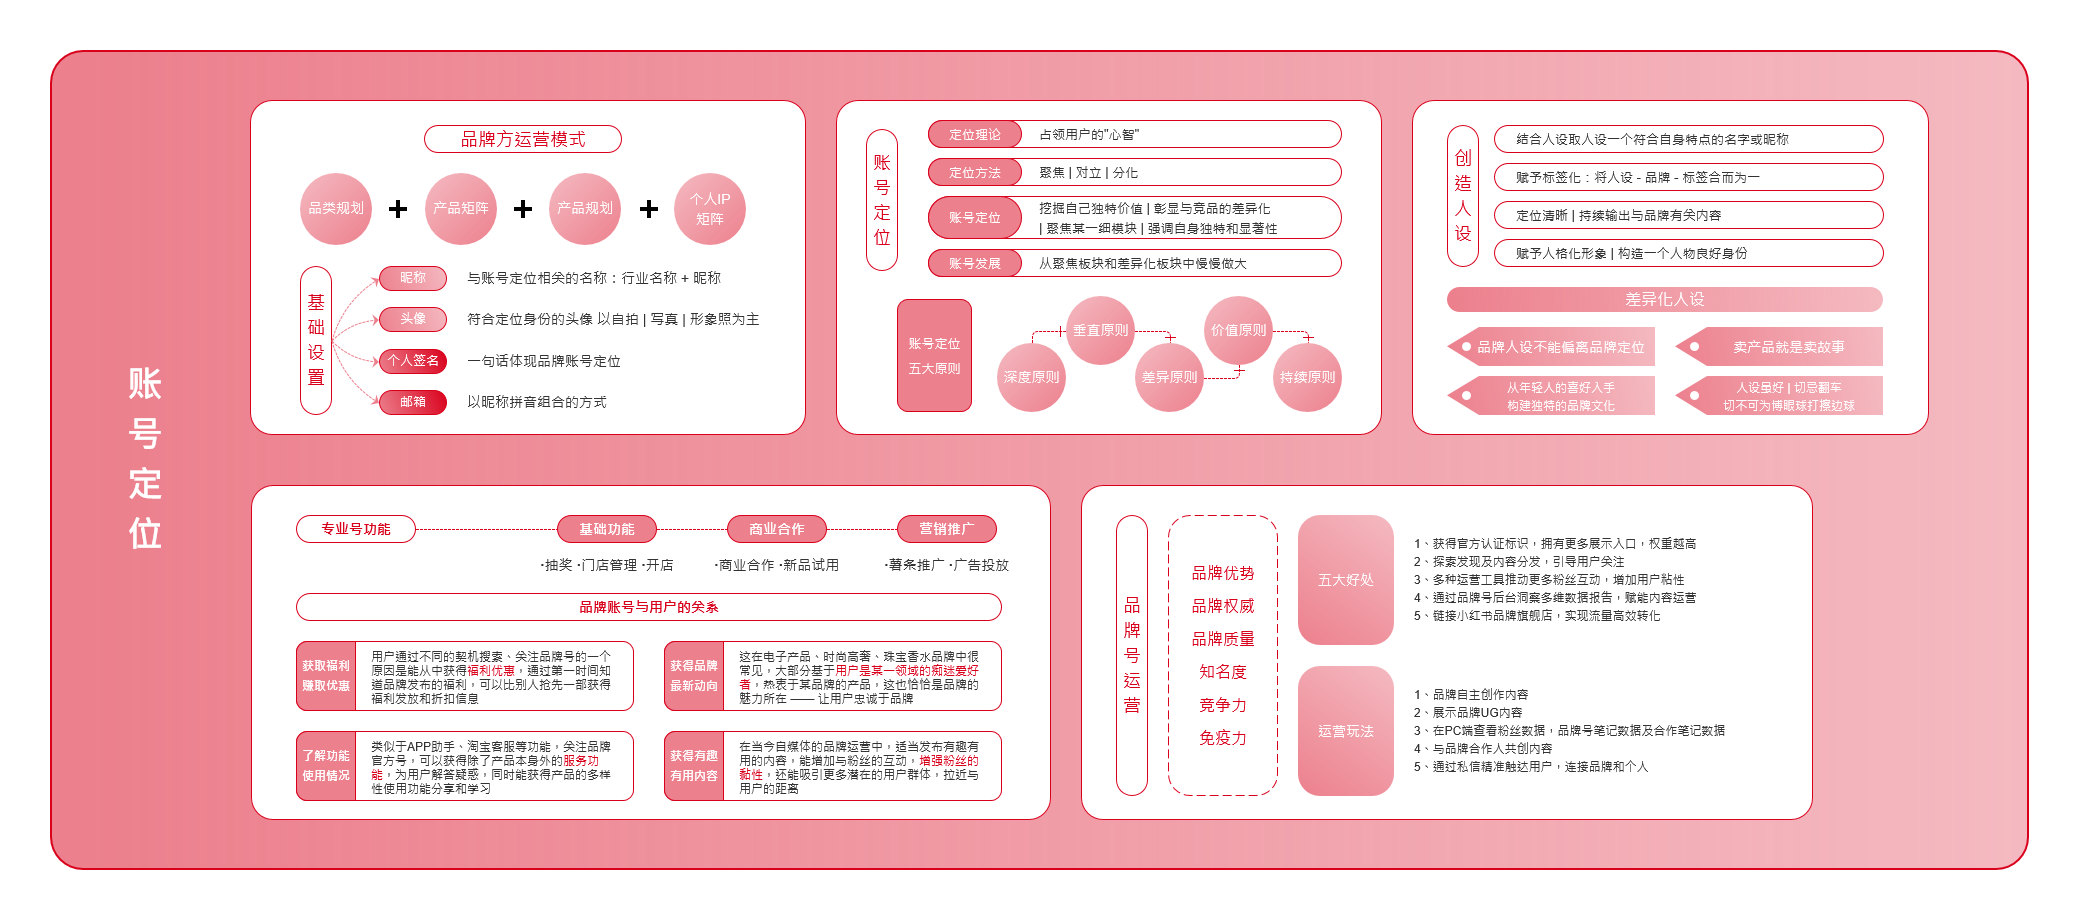 账号定位
品牌方运营模式
品类规划
产品矩阵
产品规划
个人IP
矩阵
基础设置
昵称
与账号定位相关的名称：行业名称 + 昵称
头像
符合定位身份的头像 以自拍 | 写真 | 形象照为主
个人签名
一句话体现品牌账号定位
邮箱
以昵称拼音组合的方式
账号定位
定位理论
占领用户的"心智"
定位方法
聚焦 | 对立 | 分化
账号定位
挖掘自己独特价值 | 彰显与竞品的差异化
| 聚焦某一细模块 | 强调自身独特和显著性
账号发展
从聚焦板块和差异化板块中慢慢做大
账号定位
五大原则
深度原则
垂直原则
差异原则
价值原则
持续原则
创造人设
结合人设取人设一个符合自身特点的名字或昵称
赋予标签化：将人设 - 品牌 - 标签合而为一
定位清晰 | 持续输出与品牌有关内容
赋予人格化形象 | 构造一个人物良好身份
差异化人设
品牌人设不能偏离品牌定位
卖产品就是卖故事
从年轻人的喜好入手
构建独特的品牌文化
人设虽好 | 切忌翻车
切不可为博眼球打擦边球
专业号功能
基础功能
商业合作
营销推广
·抽奖 ·门店管理 ·开店
·商业合作 ·新品试用
·薯条推广 ·广告投放
品牌账号与用户的关系
获取福利
赚取优惠
用户通过不同的契机搜索、关注品牌号的一个
原因是能从中获得福利优惠，通过第一时间知
道品牌发布的福利，可以比别人抢先一部获得
福利发放和折扣信息
获得品牌
最新动向
这在电子产品、时尚高奢、珠宝香水品牌中很
常见，大部分基于用户是某一领域的痴迷爱好
者，热衷于某品牌的产品，这也恰恰是品牌的
魅力所在 —— 让用户忠诚于品牌
了解功能
使用情况
类似于APP助手、淘宝客服等功能，关注品牌
官方号，可以获得除了产品本身外的服务功
能，为用户解答疑惑，同时能获得产品的多样
性使用功能分享和学习
获得有趣
有用内容
在当今自媒体的品牌运营中，适当发布有趣有
用的内容，能增加与粉丝的互动，增强粉丝的
黏性，还能吸引更多潜在的用户群体，拉近与
用户的距离
品牌号运营
品牌优势
品牌权威
品牌质量
知名度
竞争力
免疫力
五大好处
1、获得官方认证标识，拥有更多展示入口，权重越高
2、探索发现及内容分发，引导用户关注
3、多种运营工具推动更多粉丝互动，增加用户粘性
4、通过品牌号后台洞察多维数据报告，赋能内容运营
5、链接小红书品牌旗舰店，实现流量高效转化
运营玩法
1、品牌自主创作内容
2、展示品牌UG内容
3、在PC端查看粉丝数据，品牌号笔记数据及合作笔记数据
4、与品牌合作人共创内容
5、通过私信精准触达用户，连接品牌和个人